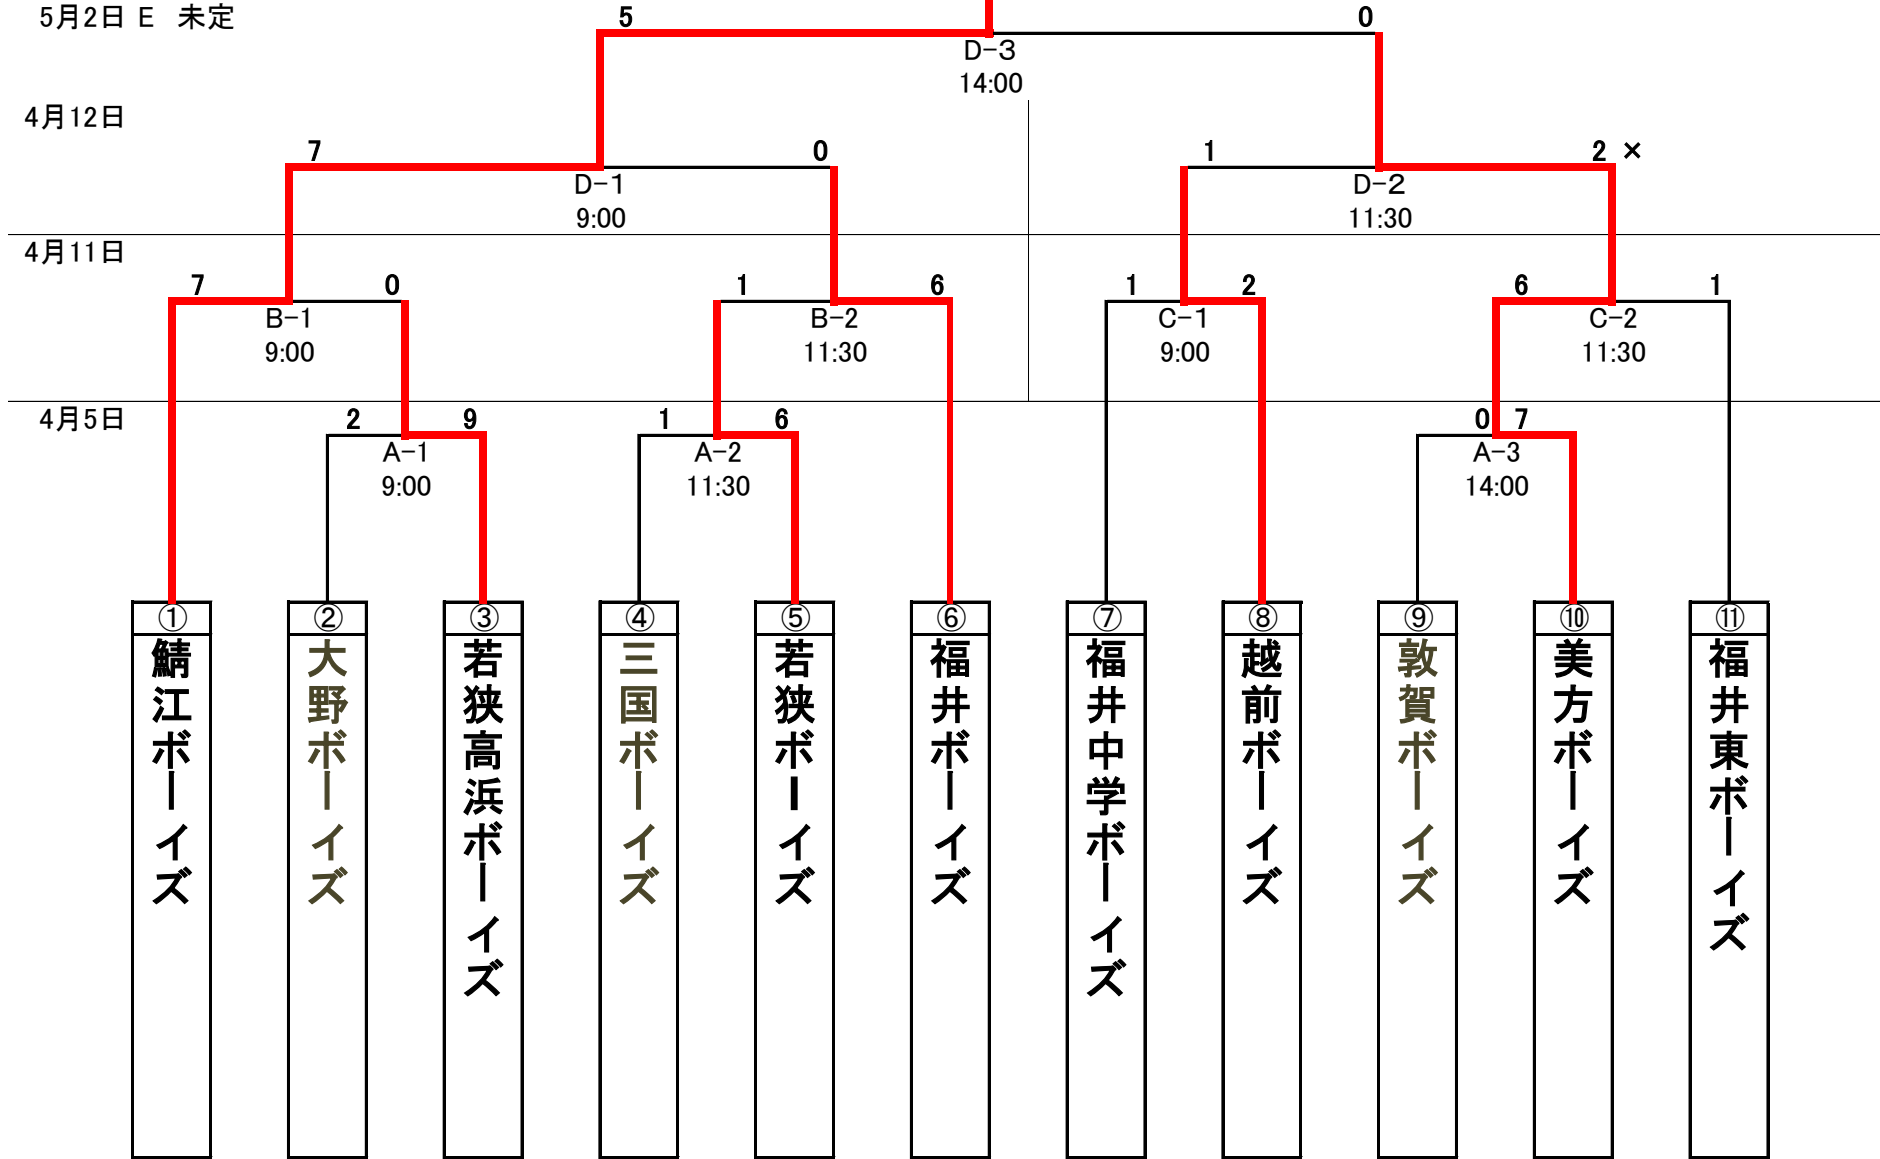 5月2日 E 未定
5 0
D-3
14:00
4月12日
7 0 1 2 ×
D-1 D-2
9:00 11:30
4月11日
7 0 1 6 1 2 6 1
B-1 B-2 C-1 C-2
9:00 11:30 9:00 11:30
4月5日
2 9 1 6 0 7
A-1 A-2 A-3
9:00 11:30 14:00
① ② ③ ④ ⑤ ⑥ ⑦ ⑧ ⑨ ⑩ ⑪
鯖江ボーイズ
大野ボーイズ
若狭高浜ボーイズ
三国ボーイズ
若狭ボーイズ
福井ボーイズ
福井中学ボーイズ
越前ボーイズ
敦賀ボーイズ
美方ボーイズ
福井東ボーイズ